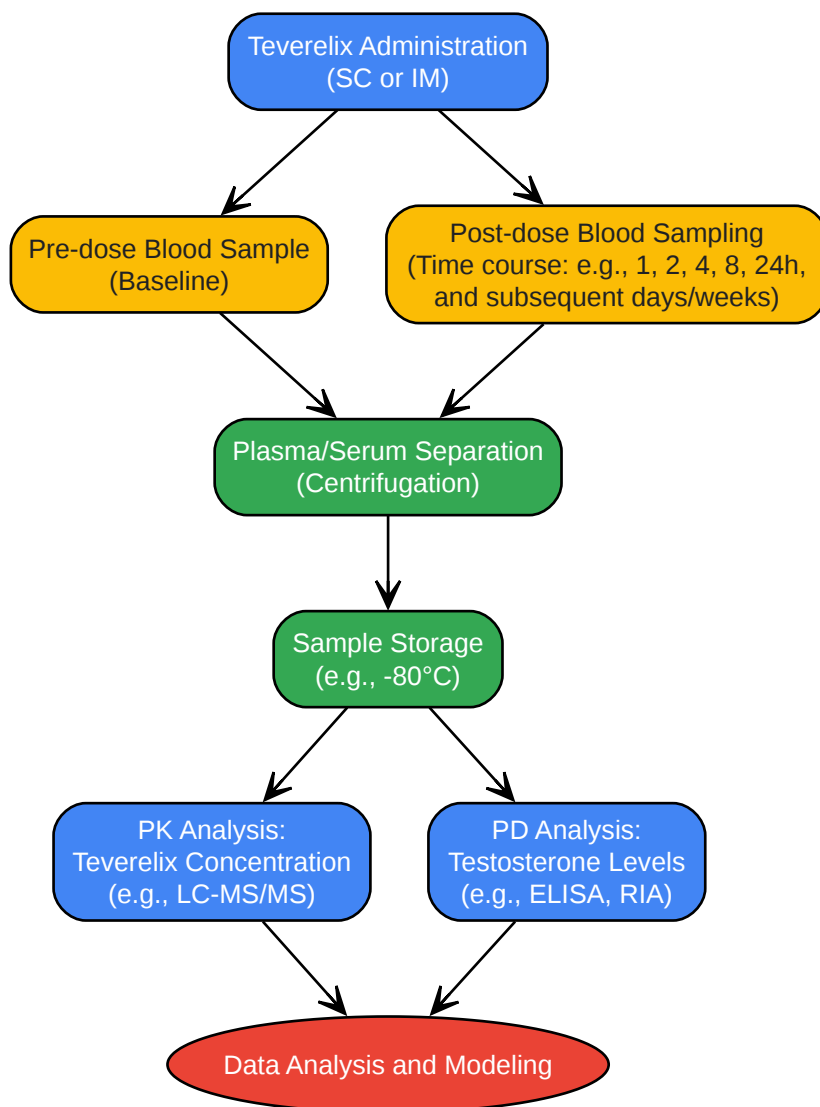 Teverelix Administration
(SC or IM)
Pre-dose Blood Sample
(Baseline)
Post-dose Blood Sampling
(Time course: e.g., 1, 2, 4, 8, 24h,
and subsequent days/weeks)
Plasma/Serum Separation
(Centrifugation)
Sample Storage
(e.g., -80°C)
PK Analysis:
Teverelix Concentration
(e.g., LC-MS/MS)
PD Analysis:
Testosterone Levels
(e.g., ELISA, RIA)
Data Analysis and Modeling